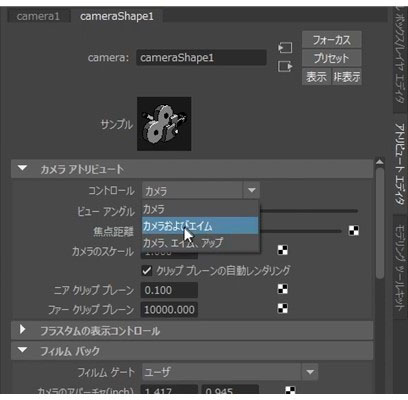 camera1 cameraShape1
フォーカス
camera: cameraShape1
プリセット
表示 非表示
サンプル
カメラ アトリビュート
コントロール カメラ
ビュー アングル カメラ
焦点距離 カメラおよびエイム
カメラのスケール カメラ、エイム、アップ
クリップ プレーンの自動レンダリング
ニア クリップ プレーン 0.100
ファー クリップ プレーン 10000.000
フラスタムの表示コントロール
フィルム バック
フィルム ゲート ユーザ
カメラのアパーチャ(inch) 1.417 0.945
ボックス/レイヤ エディタ
アトリビュート エディタ
モデリング ツールキット